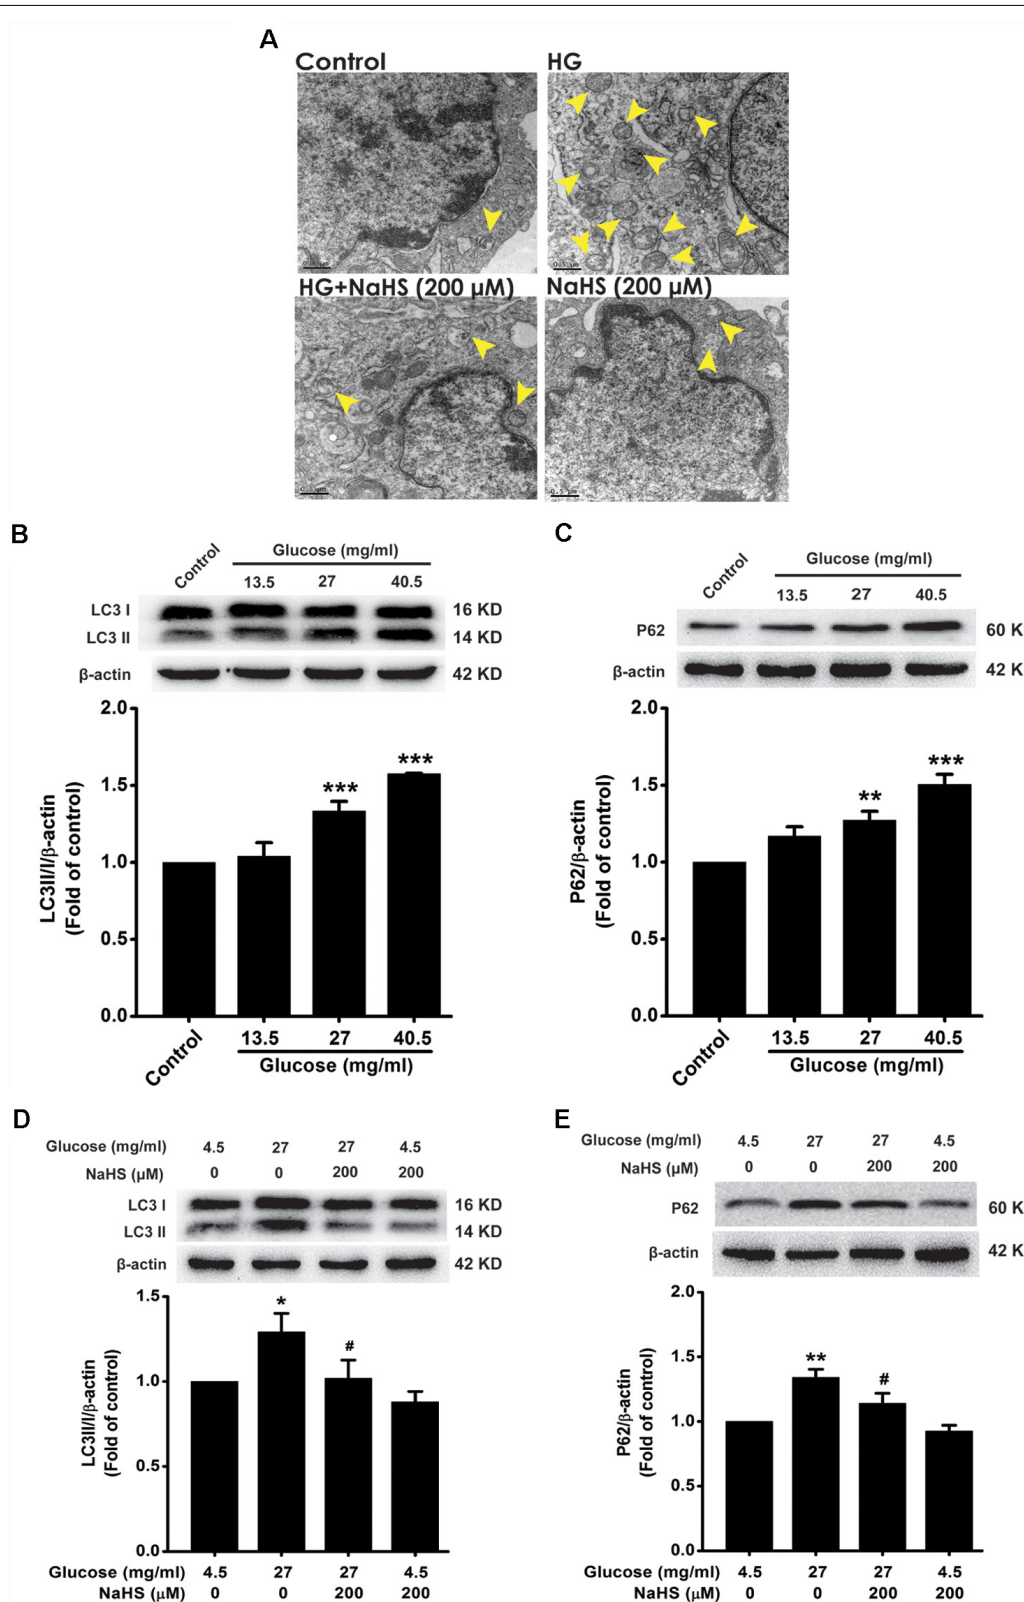 A
Control
HG
0.5 µm
HG+NaHS (200 µM)
NaHS (200 µM)
0.5 µm
B
Control
Glucose (mg/ml)
13.5 27 40.5
LC3 I 16 KD
LC3 II 14 KD
β-actin 42 KD
2.0
1.5
1.0
0.5
0.0
LC3II/I/β-actin
(Fold of control)
***
***
Control
13.5 27 40.5
Glucose (mg/ml)
C
Control
Glucose (mg/ml)
13.5 27 40.5
P62 60 K
β-actin 42 K
2.0
1.5
1.0
0.5
0.0
P62/β-actin
(Fold of control)
**
***
Control
13.5 27 40.5
Glucose (mg/ml)
D
Glucose (mg/ml) 4.5 27 27 4.5
NaHS (µM) 0 0 200 200
LC3 I 16 KD
LC3 II 14 KD
β-actin 42 KD
1.5
1.0
0.5
0.0
LC3II/I/β-actin
(Fold of control)
*
#
Glucose (mg/ml) 4.5 27 27 4.5
NaHS (µM) 0 0 200 200
E
Glucose (mg/ml) 4.5 27 27 4.5
NaHS (µM) 0 0 200 200
P62 60 K
β-actin 42 K
2.0
1.5
1.0
0.5
0.0
P62/β-actin
(Fold of control)
**
#
Glucose (mg/ml) 4.5 27 27 4.5
NaHS (µM) 0 0 200 200